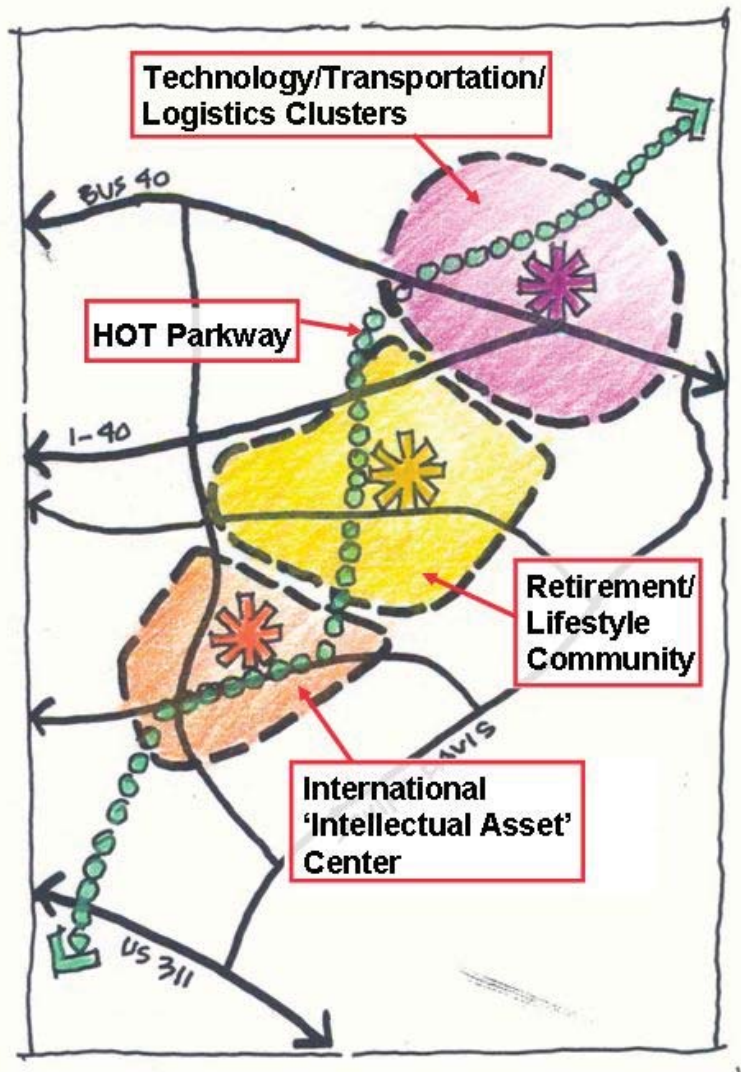 Technology/Transportation/
Logistics Clusters
BUS 40
HOT Parkway
I-40
Retirement/
Lifestyle
Community
International
‘Intellectual Asset’
Center
US 311